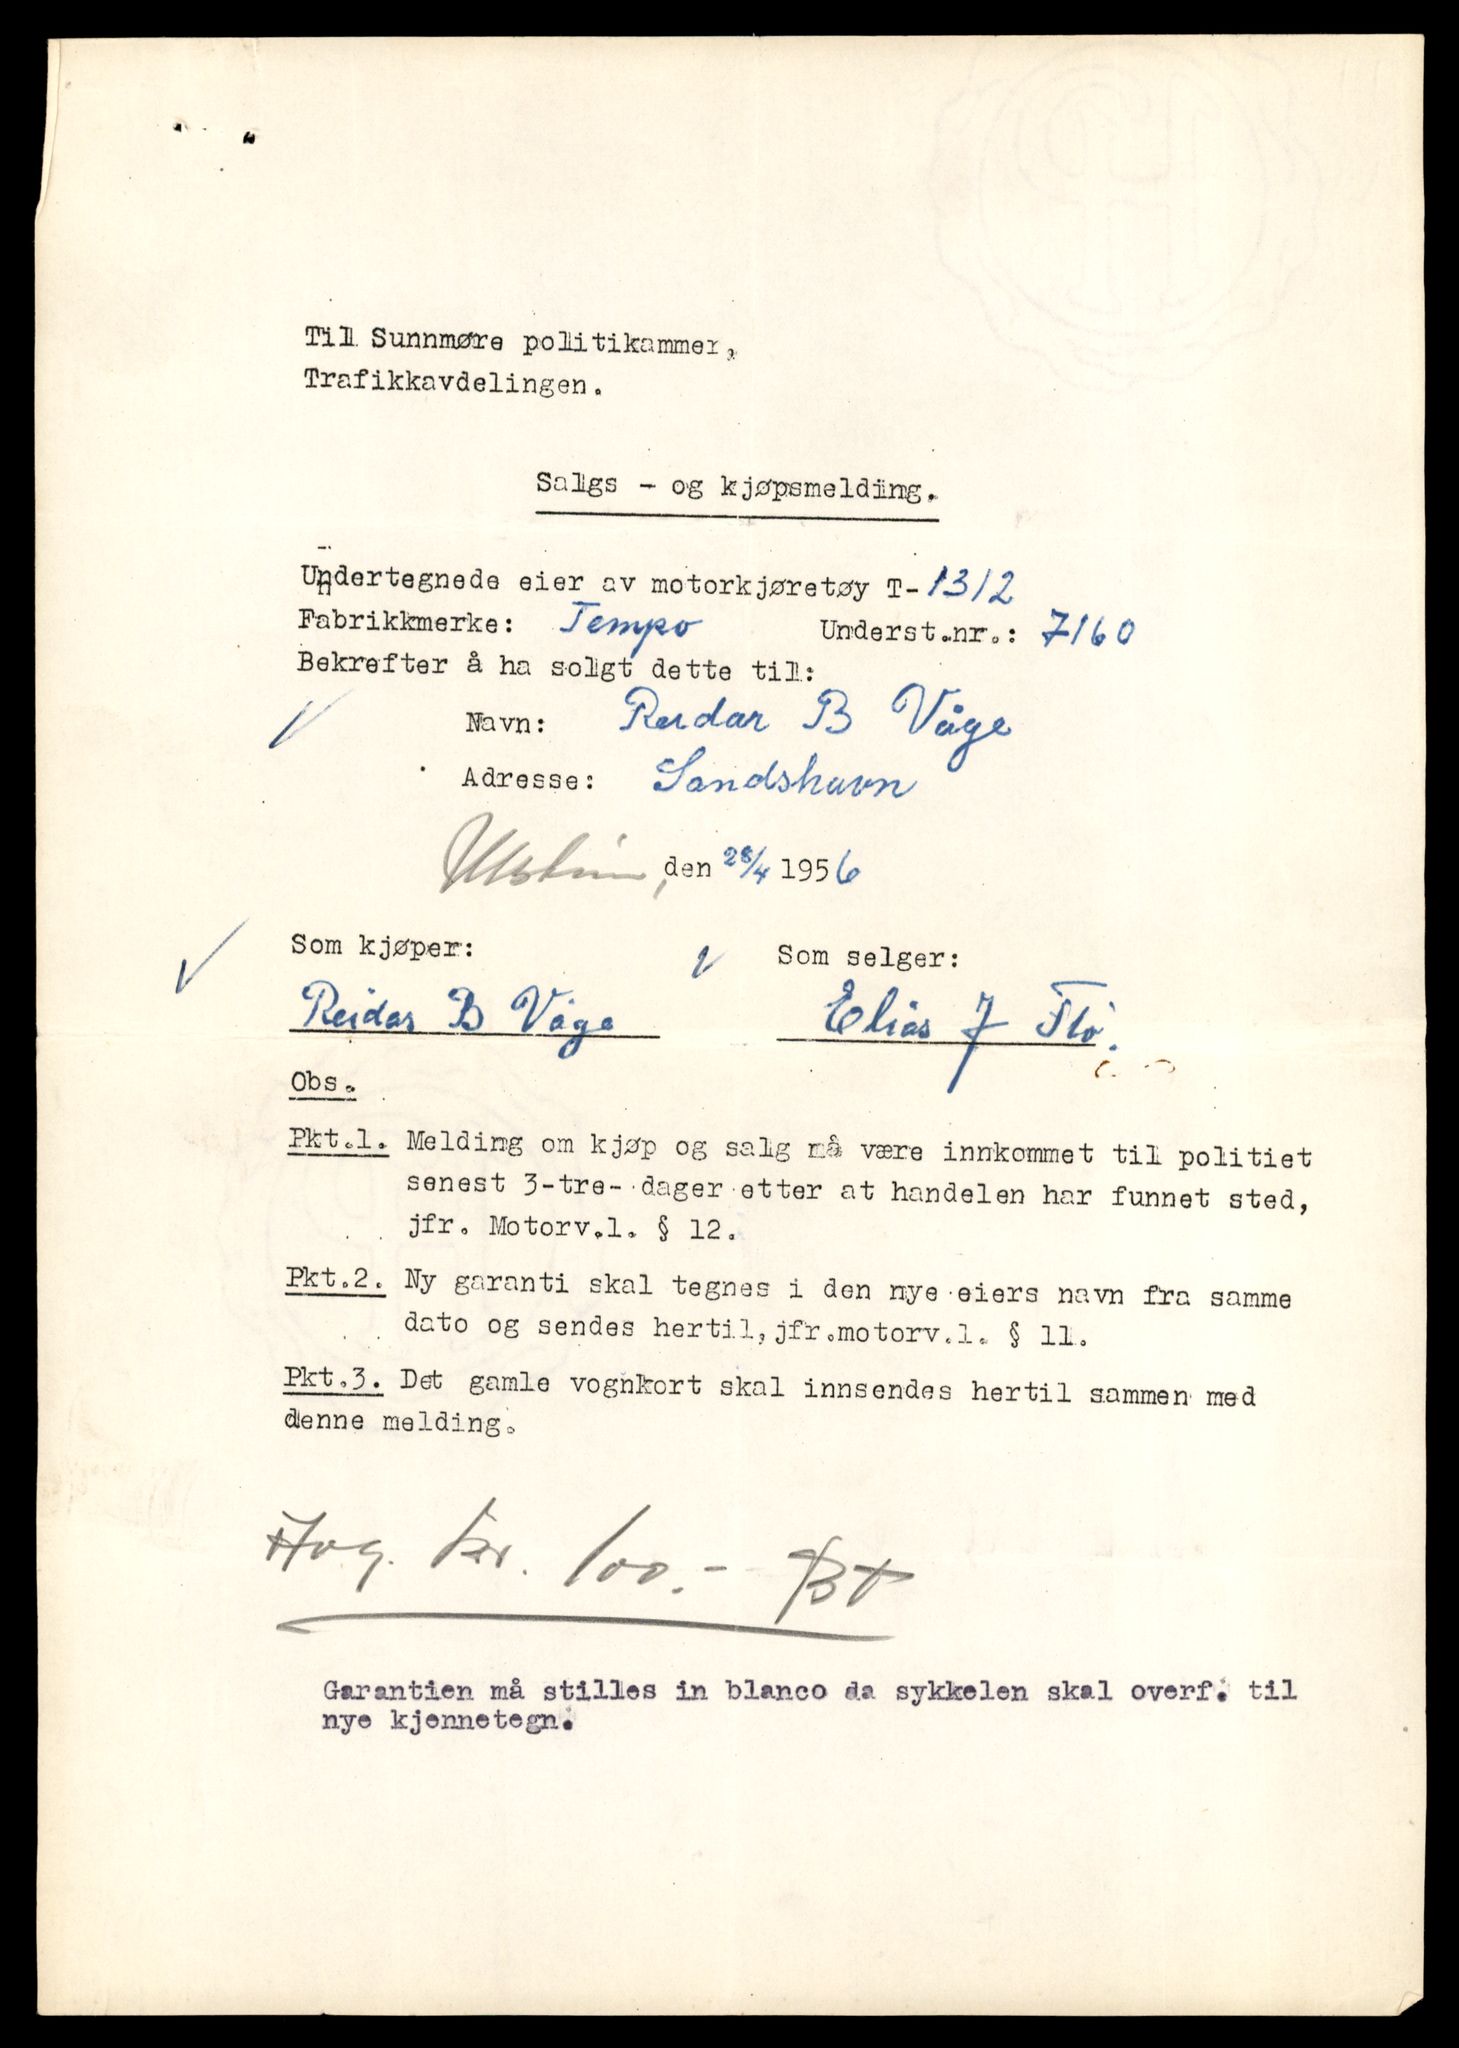 Til Sunnmøre politikammer,
Trafikkavdelingen.
Salgs - og kjøpsmelding.
Undertegnede eier av motorkjøretøy T-1312
Fabrikkmerke: Tempo Underst.nr.: 7160
Bekrefter å ha solgt dette til:
Navn: Reidar B Våge
Adresse: Sandshavn
den 28/4 1956
Som kjøper: Som selger:
Reidar B Våge Elias J Flø.
Obs.
Pkt.1. Melding om kjøp og salg må være innkommet til politiet
senest 3-tre- dager etter at handelen har funnet sted,
jfr. Motorv.l. § 12.
Pkt.2. Ny garanti skal tegnes i den nye eiers navn fra samme
dato og sendes hertil, jfr.motorv.l. § 11.
Pkt.3. Det gamle vognkort skal innsendes hertil sammen med
denne melding.
Avg. kr. 100.-
Garantien må stilles in blanco da sykkelen skal overf. til
nye kjennetegn.